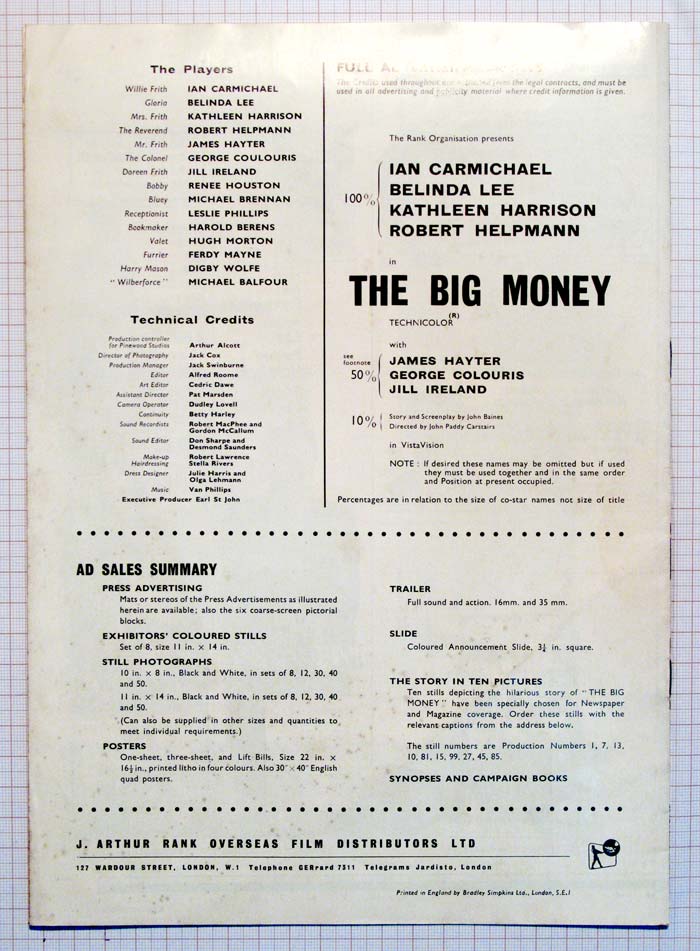 The Players
Willie Frith IAN CARMICHAEL
Gloria BELINDA LEE
Mrs. Frith KATHLEEN HARRISON
The Reverend ROBERT HELPMANN
Mr. Frith JAMES HAYTER
The Colonel GEORGE COULOURIS
Doreen Frith JILL IRELAND
Bobby RENEE HOUSTON
Bluey MICHAEL BRENNAN
Receptionist LESLIE PHILLIPS
Bookmaker HAROLD BERENS
Valet HUGH MORTON
Furrier FERDY MAYNE
Harry Mason DIGBY WOLFE
"Wilberforce" MICHAEL BALFOUR
Technical Credits
Production controller
for Pinewood Studios Arthur Alcott
Director of Photography Jack Cox
Production Manager Jack Swinburne
Editor Alfred Roome
Art Editor Cedric Dawe
Assistant Director Pat Marsden
Camera Operator Dudley Lovell
Continuity Betty Harley
Sound Recordists Robert MacPhee and
Gordon McCallum
Sound Editor Don Sharpe and
Desmond Saunders
Make-up Robert Lawrence
Hairdressing Stella Rivers
Dress Designer Julie Harris and
Olga Lehmann
Music Van Phillips
Executive Producer Earl St John
FULL
The Credits used throughout are the legal contracts, and must be
used in all advertising and publicity material where credit information is given.
The Rank Organisation presents
100%
IAN CARMICHAEL
BELINDA LEE
KATHLEEN HARRISON
ROBERT HELPMANN
in
THE BIG MONEY
(R)
TECHNICOLOR
with
see
footnote
50%
JAMES HAYTER
GEORGE COLOURIS
JILL IRELAND
10%
Story and Screenplay by John Baines
Directed by John Paddy Carstairs
in VistaVision
NOTE : If desired these names may be omitted but if used
they must be used together and in the same order
and Position at present occupied.
Percentages are in relation to the size of co-star names not size of title
AD SALES SUMMARY
PRESS ADVERTISING
Mats or stereos of the Press Advertisements as illustrated
herein are available; also the six coarse-screen pictorial
blocks.
EXHIBITORS' COLOURED STILLS
Set of 8, size 11 in. × 14 in.
STILL PHOTOGRAPHS
10 in. × 8 in., Black and White, in sets of 8, 12, 30, 40
and 50.
11 in. × 14 in., Black and White, in sets of 8, 12, 30, 40
and 50.
(Can also be supplied in other sizes and quantities to
meet individual requirements.)
POSTERS
One-sheet, three-sheet, and Lift Bills, Size 22 in. ×
16½ in., printed litho in four colours. Also 30" × 40" English
quad posters.
TRAILER
Full sound and action. 16mm. and 35 mm.
SLIDE
Coloured Announcement Slide, 3¼ in. square.
THE STORY IN TEN PICTURES
Ten stills depicting the hilarious story of "THE BIG
MONEY" have been specially chosen for Newspaper
and Magazine coverage. Order these stills with the
relevant captions from the address below.
The still numbers are Production Numbers 1, 7, 13,
10, 81, 15, 99, 27, 45, 85.
SYNOPSES AND CAMPAIGN BOOKS
J. ARTHUR RANK OVERSEAS FILM DISTRIBUTORS LTD
127 WARDOUR STREET, LONDON, W.1 Telephone GERrard 7311 Telegrams Jardisto, London
Printed in England by Bradley Simpkins Ltd., London, S.E.1